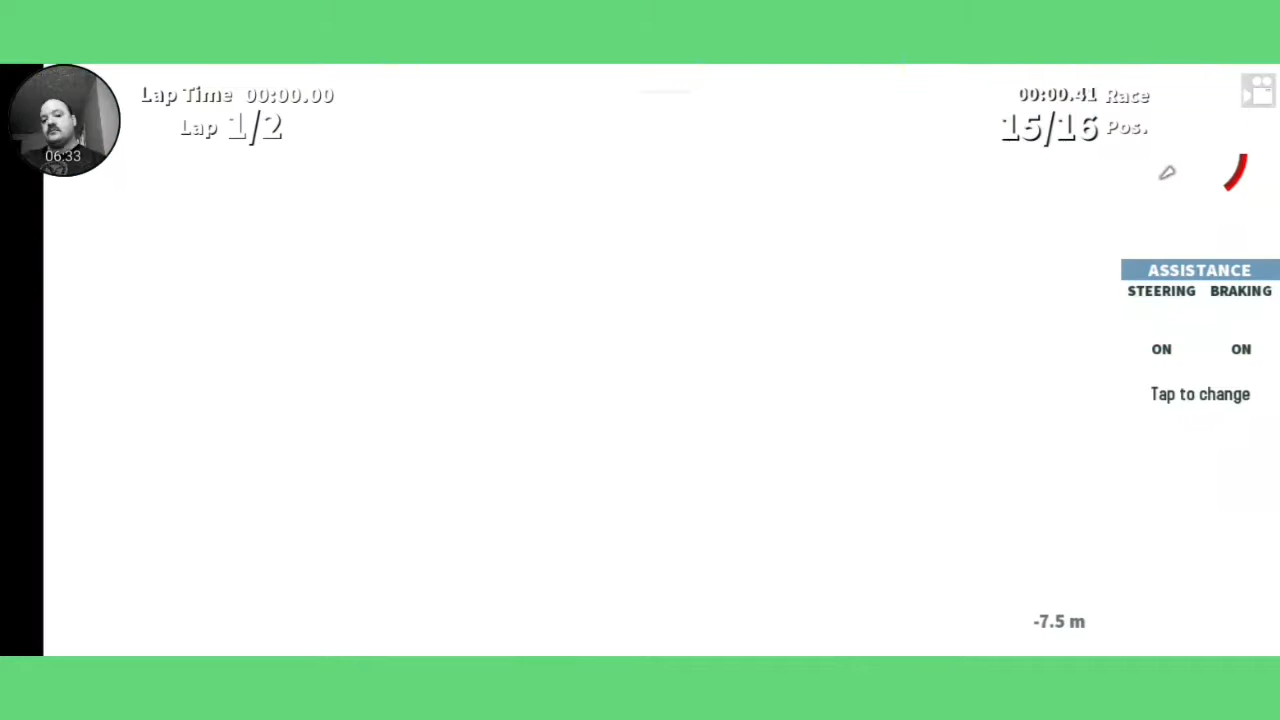 Lap Time 00:00.00
Lap 1/2
00:00.41 Race
15/16 Pos.
06:33
ASSISTANCE
STEERING BRAKING
ON ON
Tap to change
-7.5 m